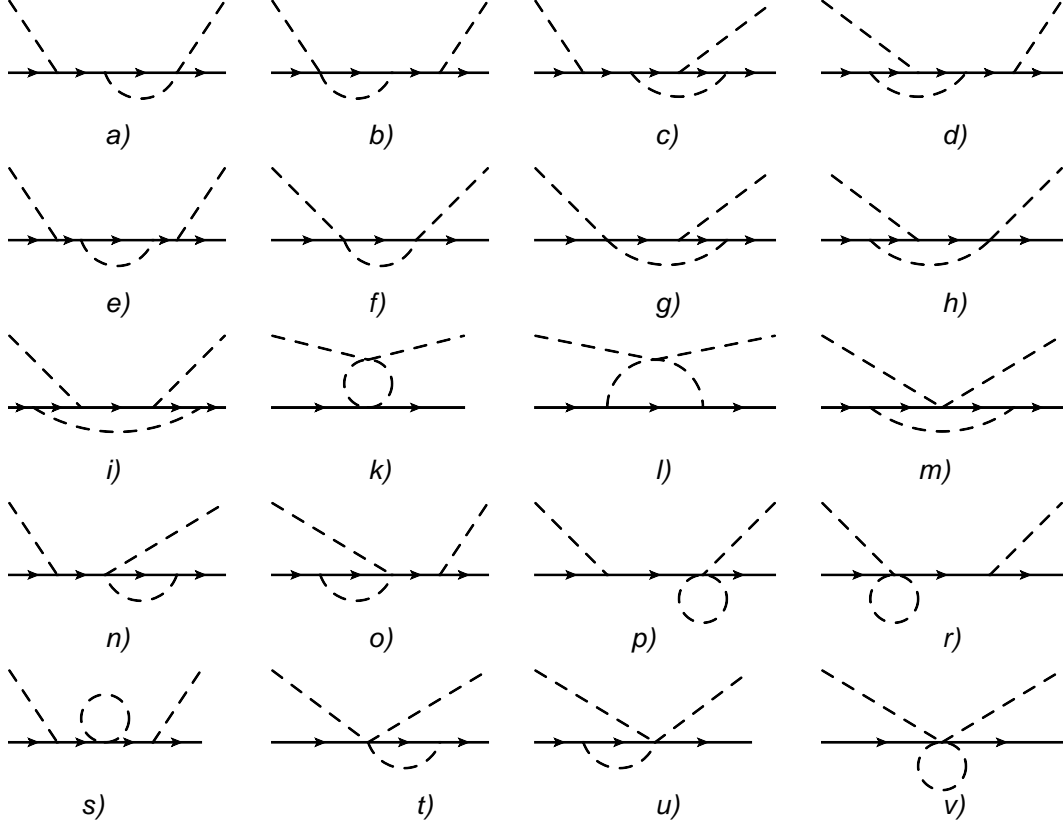 a) b) c) d)
e) f) g) h)
i) k) l) m)
n) o) p) r)
s) t) u) v)